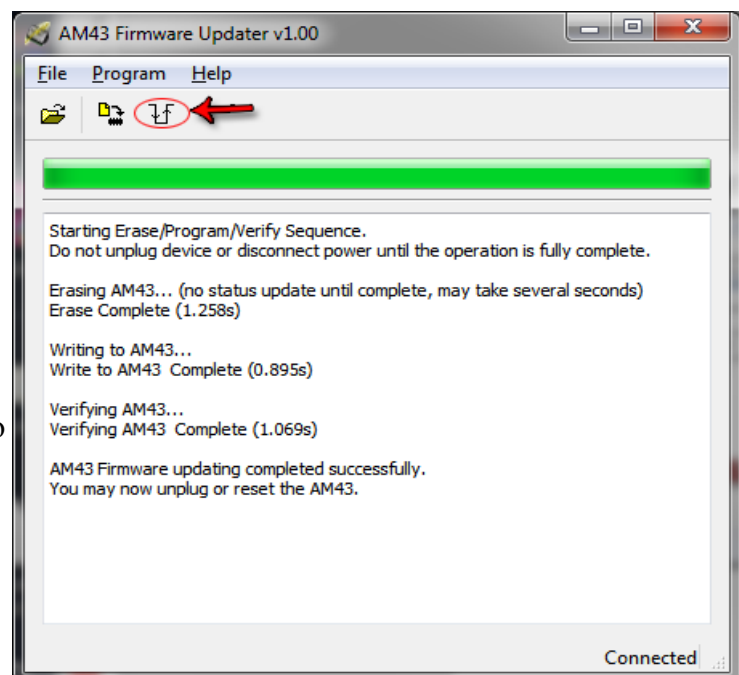 AM43 Firmware Updater v1.00
File Program Help
Starting Erase/Program/Verify Sequence.
Do not unplug device or disconnect power until the operation is fully complete.
Erasing AM43... (no status update until complete, may take several seconds)
Erase Complete (1.258s)
Writing to AM43...
Write to AM43 Complete (0.895s)
Verifying AM43...
Verifying AM43 Complete (1.069s)
AM43 Firmware updating completed successfully.
You may now unplug or reset the AM43.
Connected